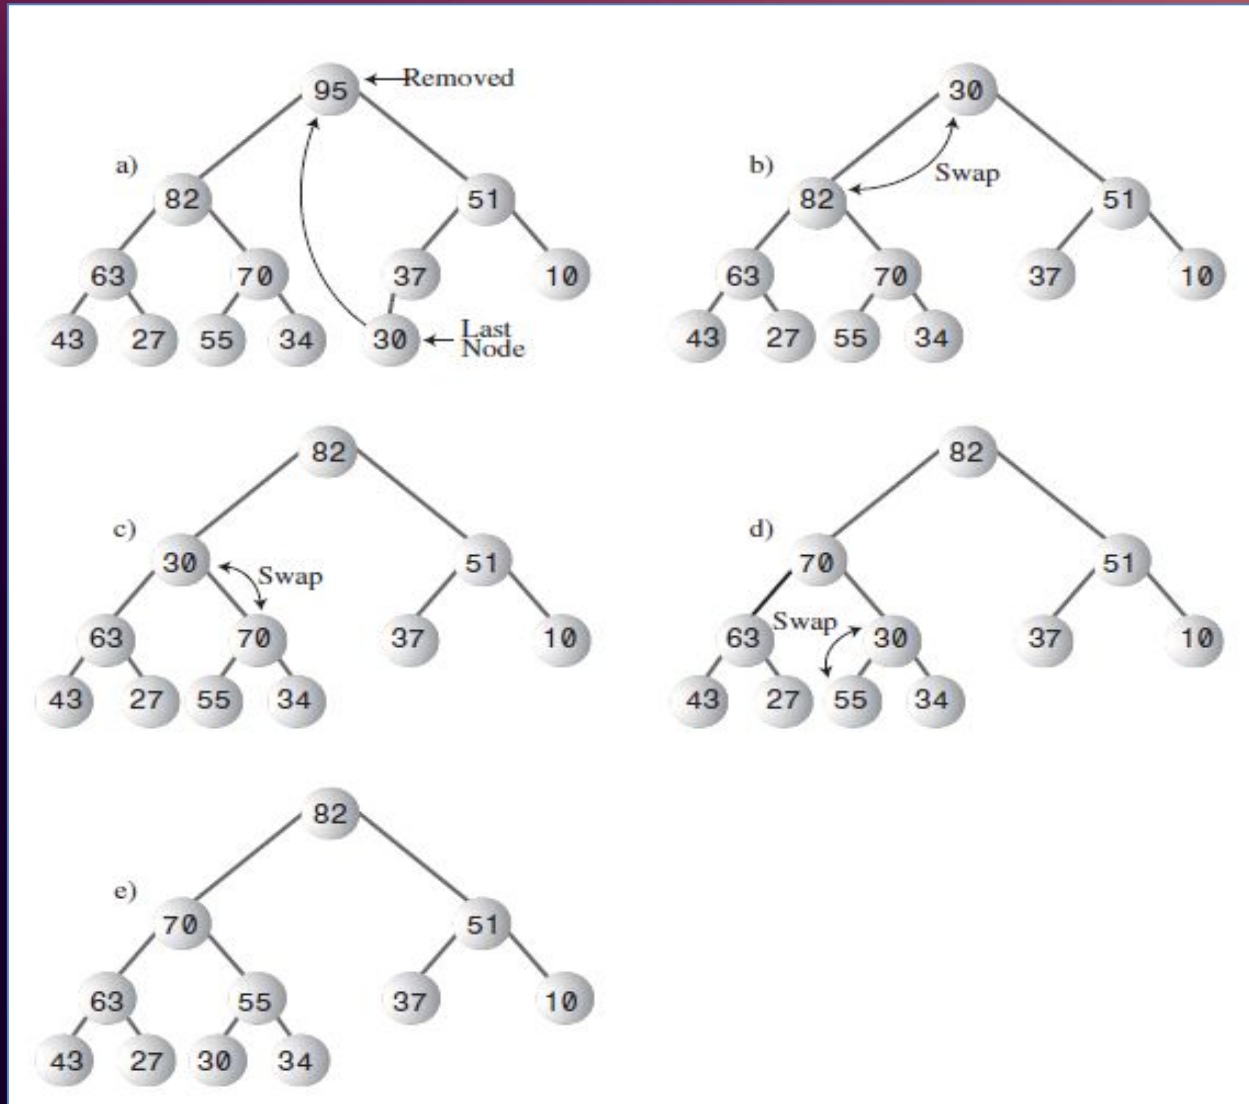 95 Removed
a)
82 51
63 70 37 10
43 27 55 34 30 Last
Node
30
b) Swap
82 51
63 70 37 10
43 27 55 34
82
c)
30 Swap 51
63 70 37 10
43 27 55 34
82
d)
70 51
63 Swap 30 37 10
43 27 55 34
82
e)
70 51
63 55 37 10
43 27 30 34